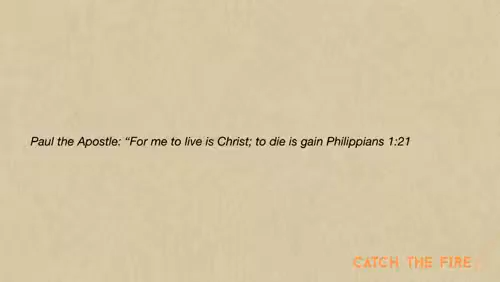 Paul the Apostle: “For me to live is Christ; to die is gain Philippians 1:21
CATCH THE FIRE